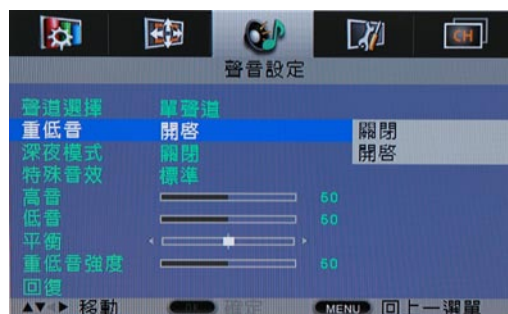 CH
聲音設定
聲道選擇 單聲道
重低音 開啓 關閉
深夜模式 關閉 開啓
特殊音效 標準
高音 50
低音 50
平衡
重低音強度 50
回復
移動 OK 確定 MENU 回上一選單